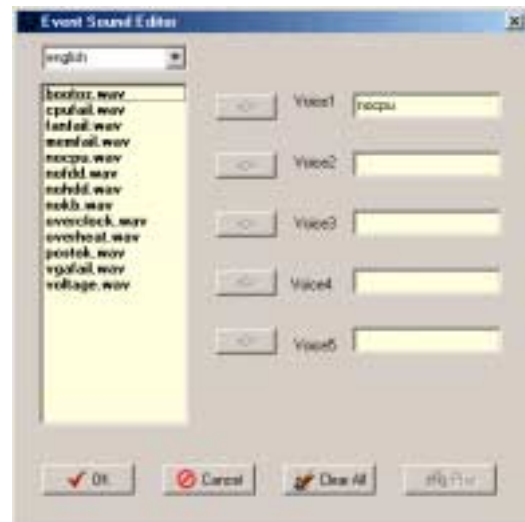 Event Sound Editor
english
bootos.wav
cpufail.wav
fanfail.wav
memfail.wav
nocpu.wav
nofdd.wav
nohdd.wav
nokb.wav
overclock.wav
overheat.wav
postok.wav
vgafail.wav
voltage.wav
Voice1
nocpu
Voice2
Voice3
Voice4
Voice5
OK
Cancel
Clear All